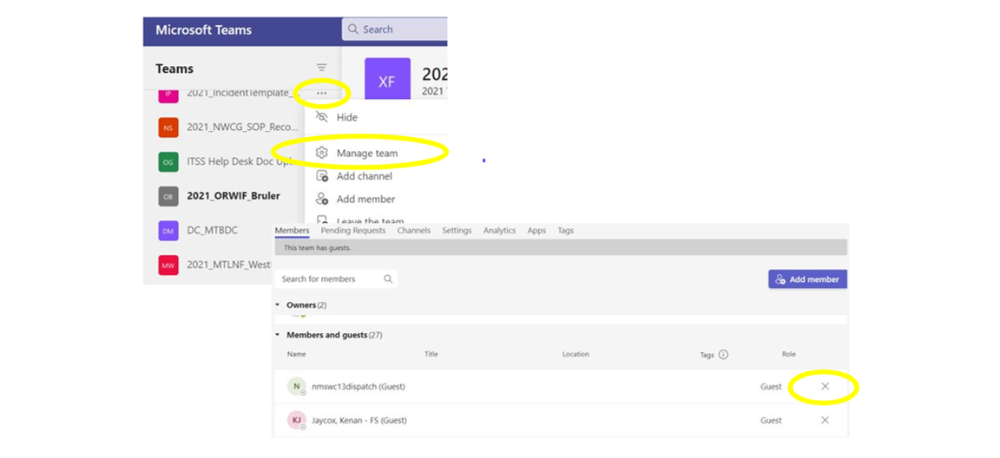 Microsoft Teams
Search
Teams
XF
202
2021
IP 2021_IncidentTemplate_... ...
Hide
NS 2021_NWCG_SOP_Reco...
Manage team
OG ITSS Help Desk Doc
Add channel
OB 2021_ORWIF_Bruler
Add member
Leave the team
DM DC_MTBDC
MW 2021_MTLNF_West
Members Pending Requests Channels Settings Analytics Apps Tags
This team has guests.
Search for members
Add member
Owners (2)
Members and guests (27)
Name Title Location Tags Role
N nmswc13dispatch (Guest) Guest
KJ Jaycox, Kenan - FS (Guest) Guest